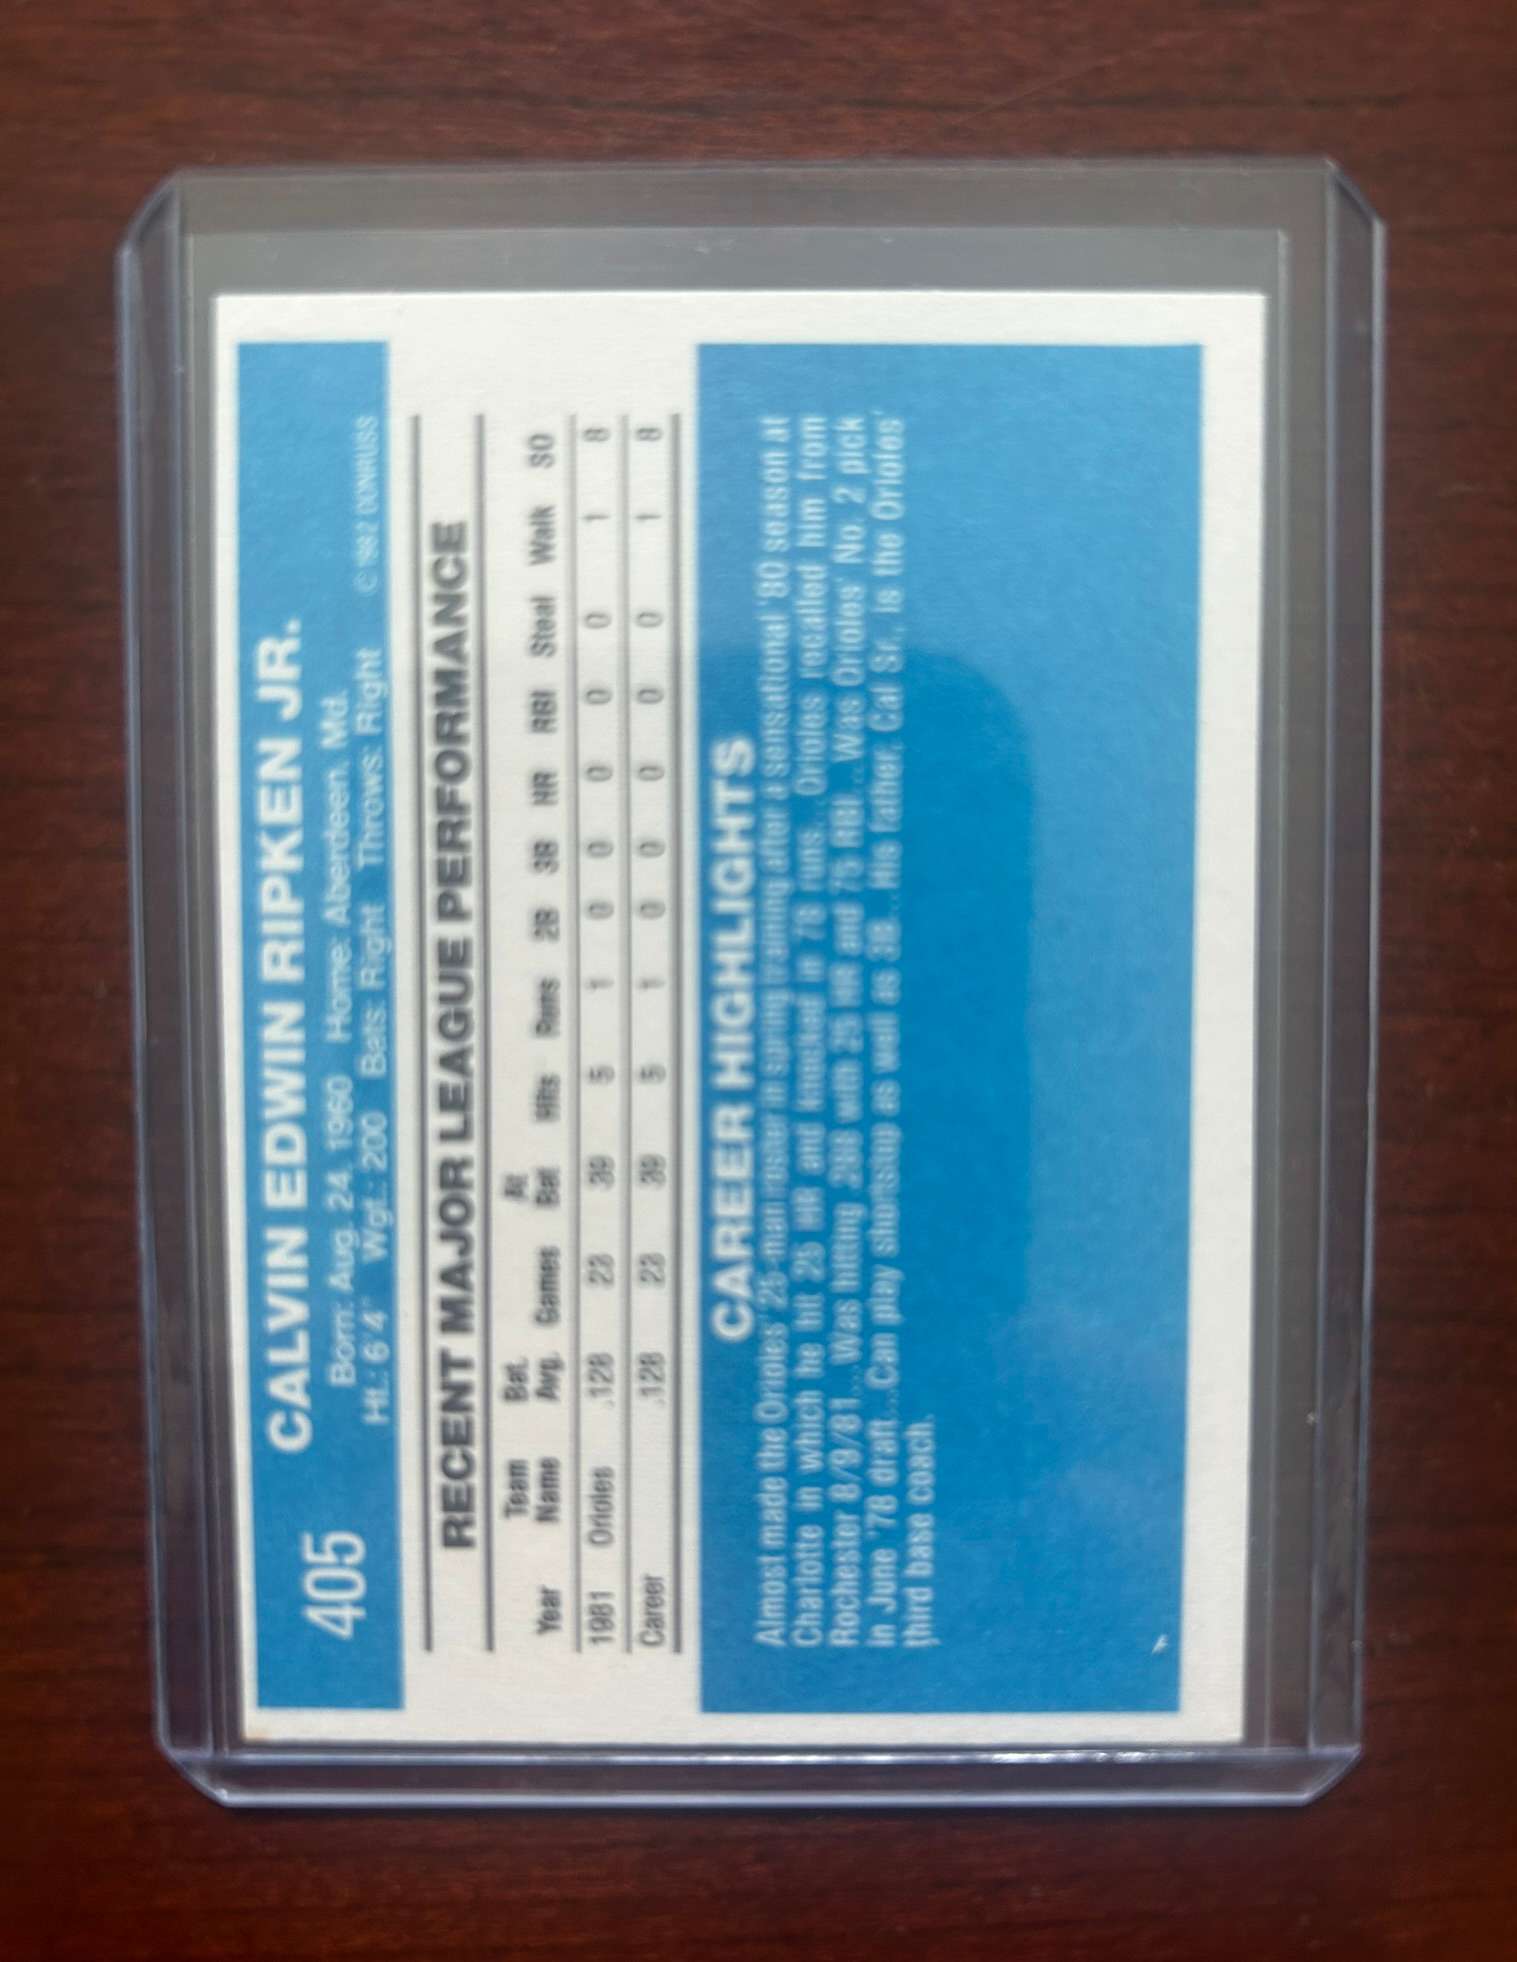 405 CALVIN EDWIN RIPKEN JR.
Born: Aug. 24, 1960 Home: Aberdeen, Md.
Ht.: 6'4" Wgt.: 200 Bats: Right Throws: Right © 1982 DONRUSS
RECENT MAJOR LEAGUE PERFORMANCE
Team Bat. At
Year Name Avg. Games Bat Hits Runs 2B 3B HR RBI Steal Walk SO
1981 Orioles .128 23 39 5 1 0 0 0 0 0 1 8
Career .128 23 39 5 1 0 0 0 0 0 1 8
CAREER HIGHLIGHTS
Almost made the Orioles' 25-man roster in spring training after a sensational '80 season at
Charlotte in which he hit 25 HR and knocked in 78 runs...Orioles recalled him from
Rochester 8/9/81...Was hitting .288 with 25 HR and 75 RBI...Was Orioles' No. 2 pick
in June '78 draft...Can play shortstop as well as 3B...His father, Cal Sr., is the Orioles'
third base coach.